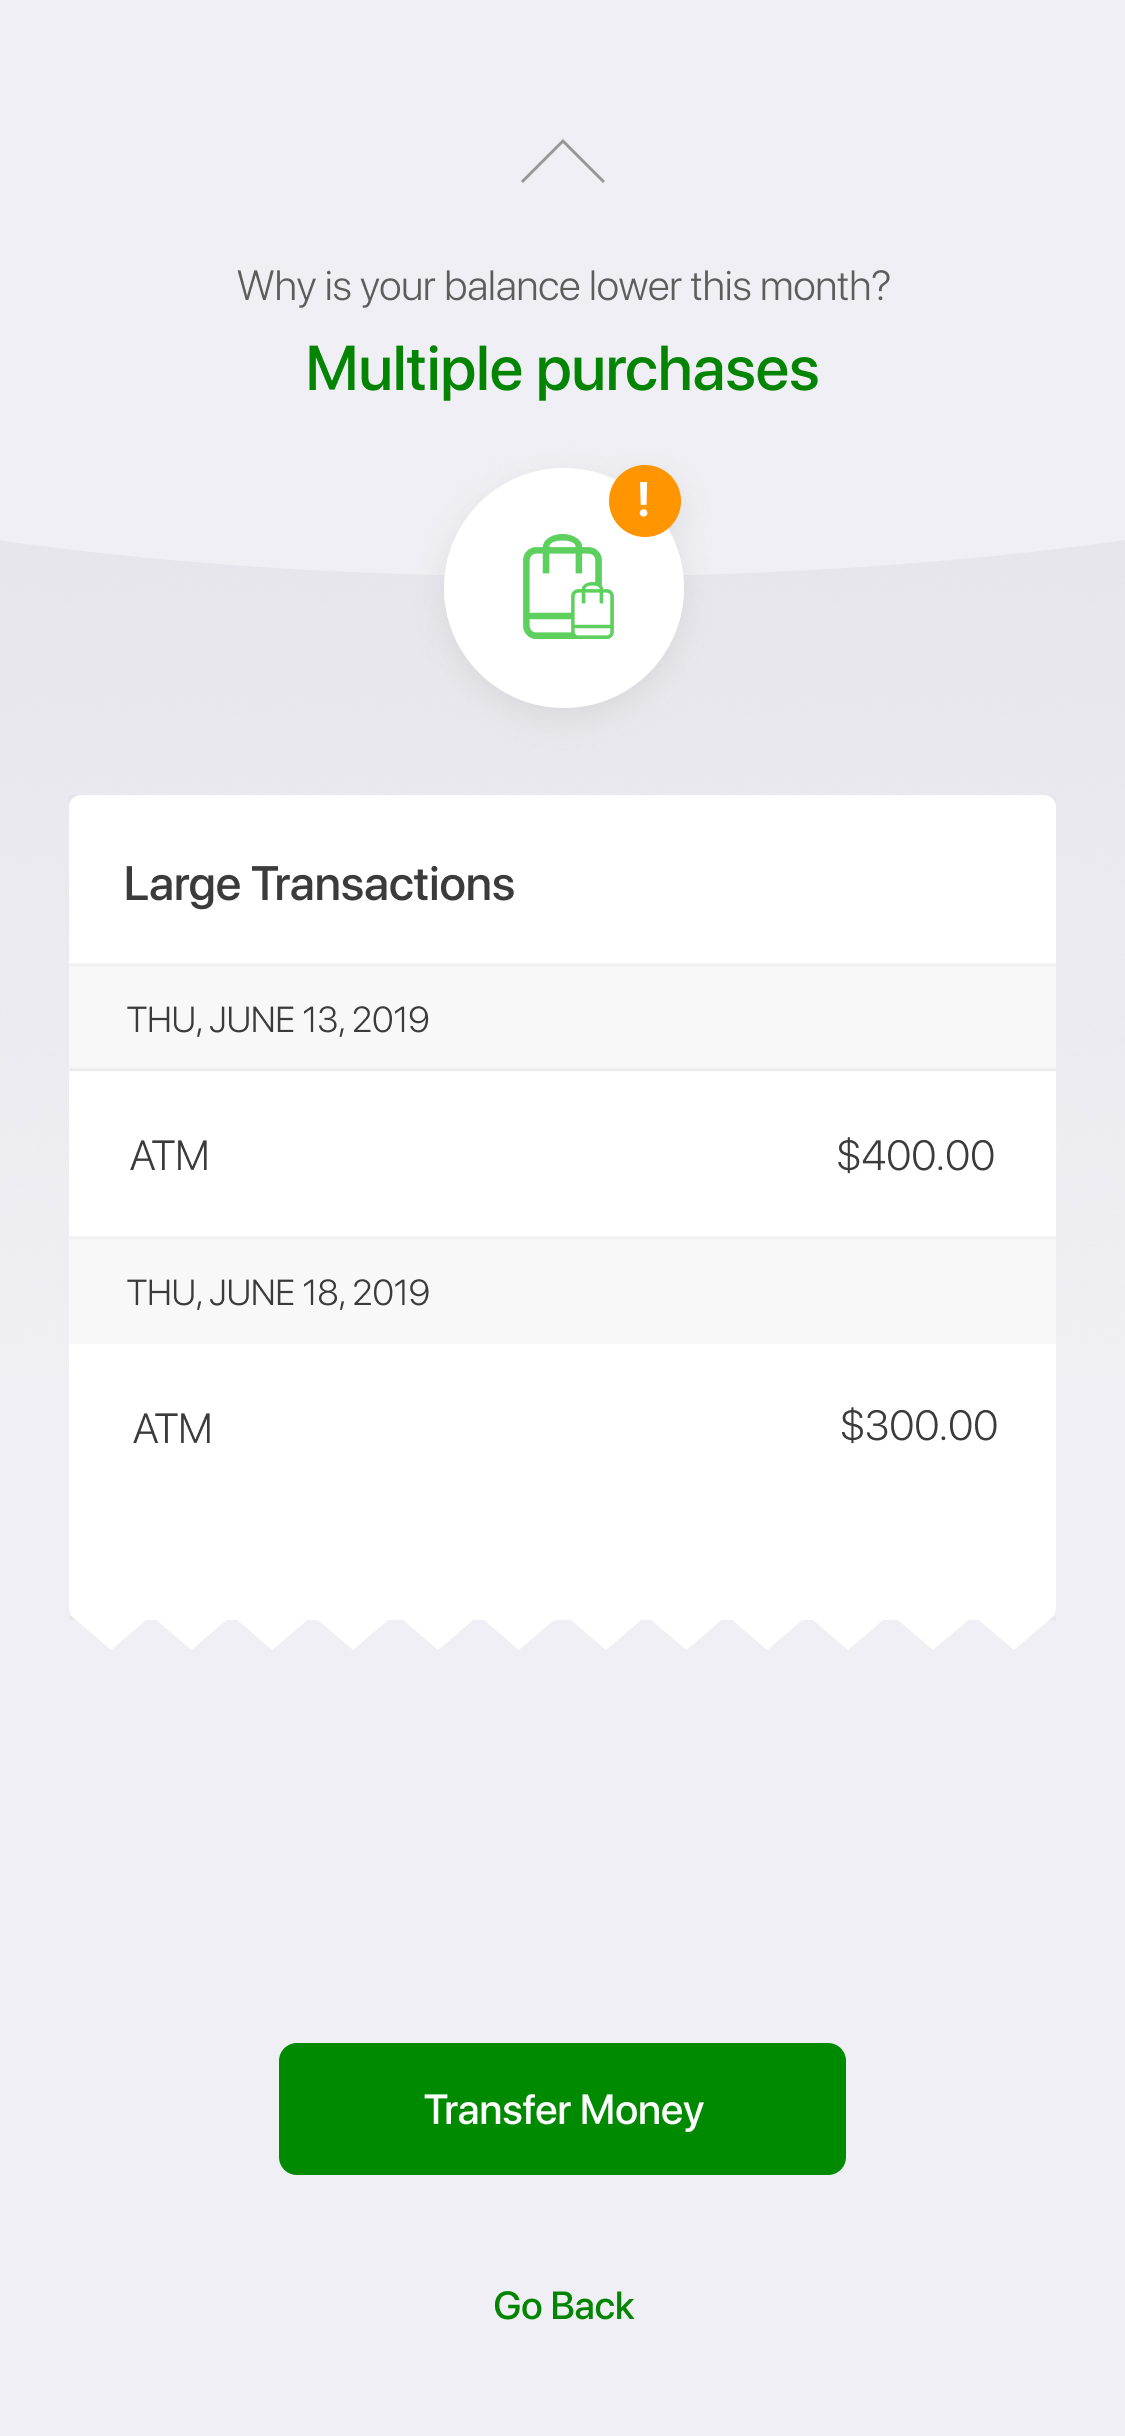 Why is your balance lower this month?
Multiple purchases
!
Large Transactions
THU, JUNE 13, 2019
ATM $400.00
THU, JUNE 18, 2019
ATM $300.00
Transfer Money
Go Back